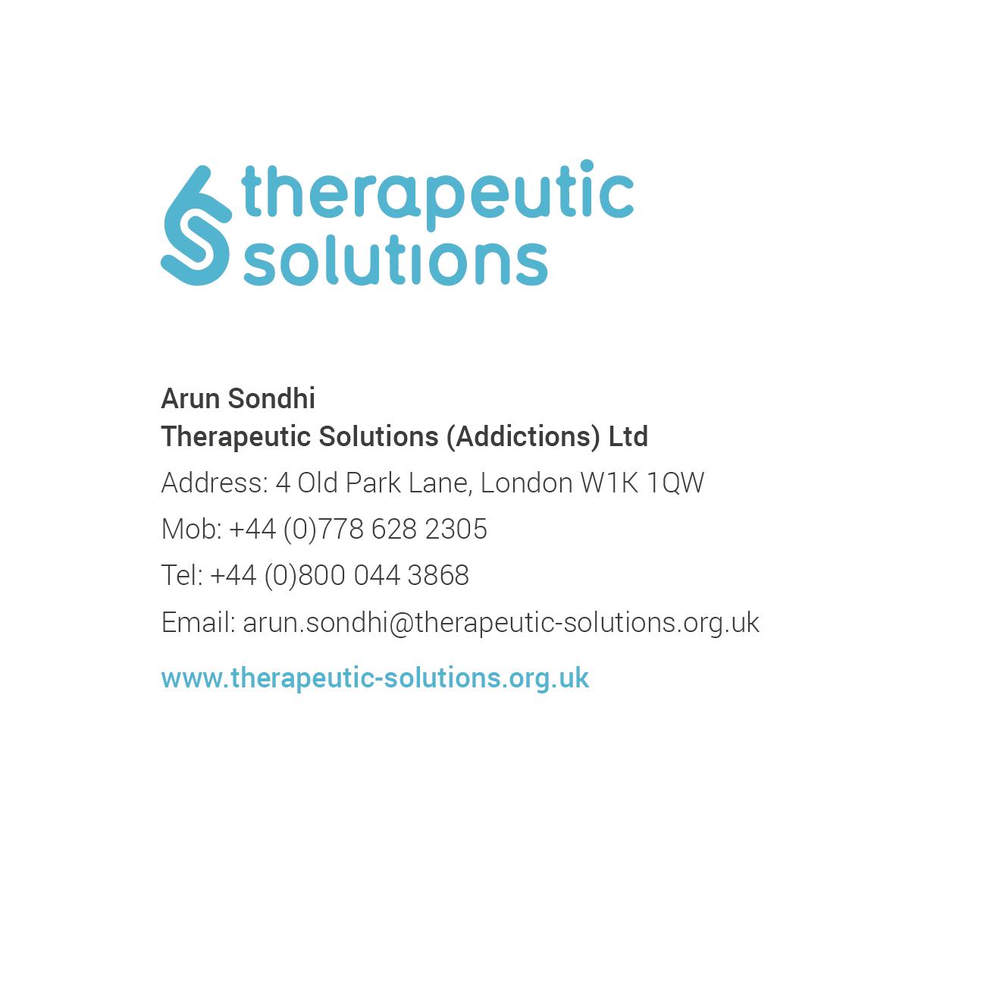 therapeutic
solutions
Arun Sondhi
Therapeutic Solutions (Addictions) Ltd
Address: 4 Old Park Lane, London W1K 1QW
Mob: +44 (0)778 628 2305
Tel: +44 (0)800 044 3868
Email: arun.sondhi@therapeutic-solutions.org.uk
www.therapeutic-solutions.org.uk